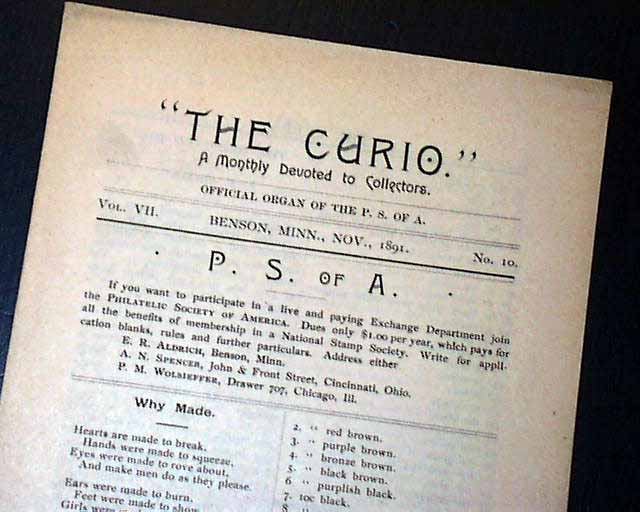 "THE CURIO."
A Monthly Devoted to Collectors.
OFFICIAL ORGAN OF THE P. S. OF A.
VOL. VII. BENSON, MINN., NOV., 1891. No. 10.
P. S. OF A.
If you want to participate in a live and paying Exchange Department join
the PHILATELIC SOCIETY OF AMERICA. Dues only $1.00 per year, which pays for
all the benefits of membership in a National Stamp Society. Write for appli-
cation blanks, rules and further particulars. Address either
E. R. ALDRICH, Benson, Minn.
A. N. SPENCER, John & Front Street, Cincinnati, Ohio.
P. M. WOLSIEFFER, Drawer 707, Chicago, Ill.
Why Made.
Hearts are made to break,
Hands were made to squeeze,
Eyes were made to rove about,
And make men do as they please.
Ears were made to burn,
Feet were made to show
Girls were
2. " red brown.
3. " purple brown.
4. " bronze brown.
5. " black brown.
6 " purplish black.
7. 10c black.
8 "